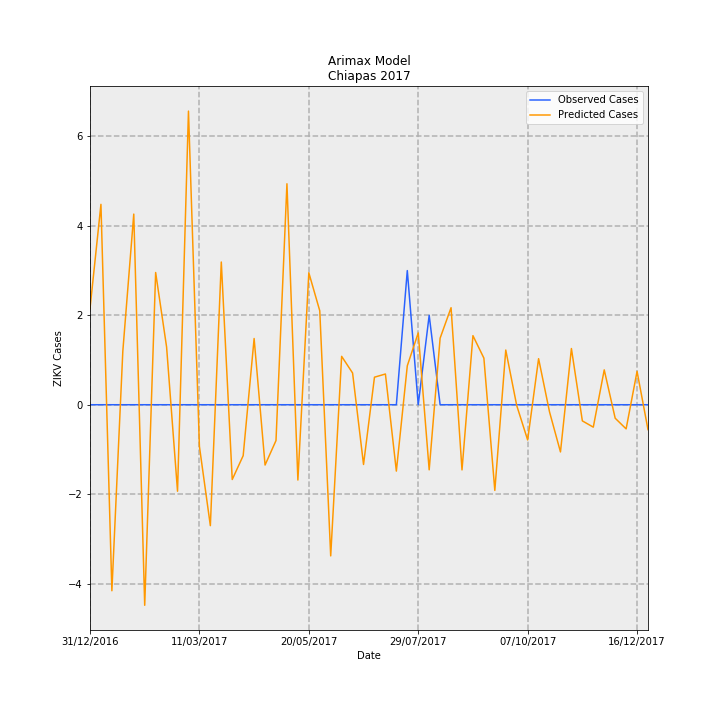 Arimax Model
Chiapas 2017
Observed Cases
Predicted Cases
6
4
2
0
−2
−4
ZIKV Cases
31/12/2016
11/03/2017
20/05/2017
29/07/2017
07/10/2017
16/12/2017
Date